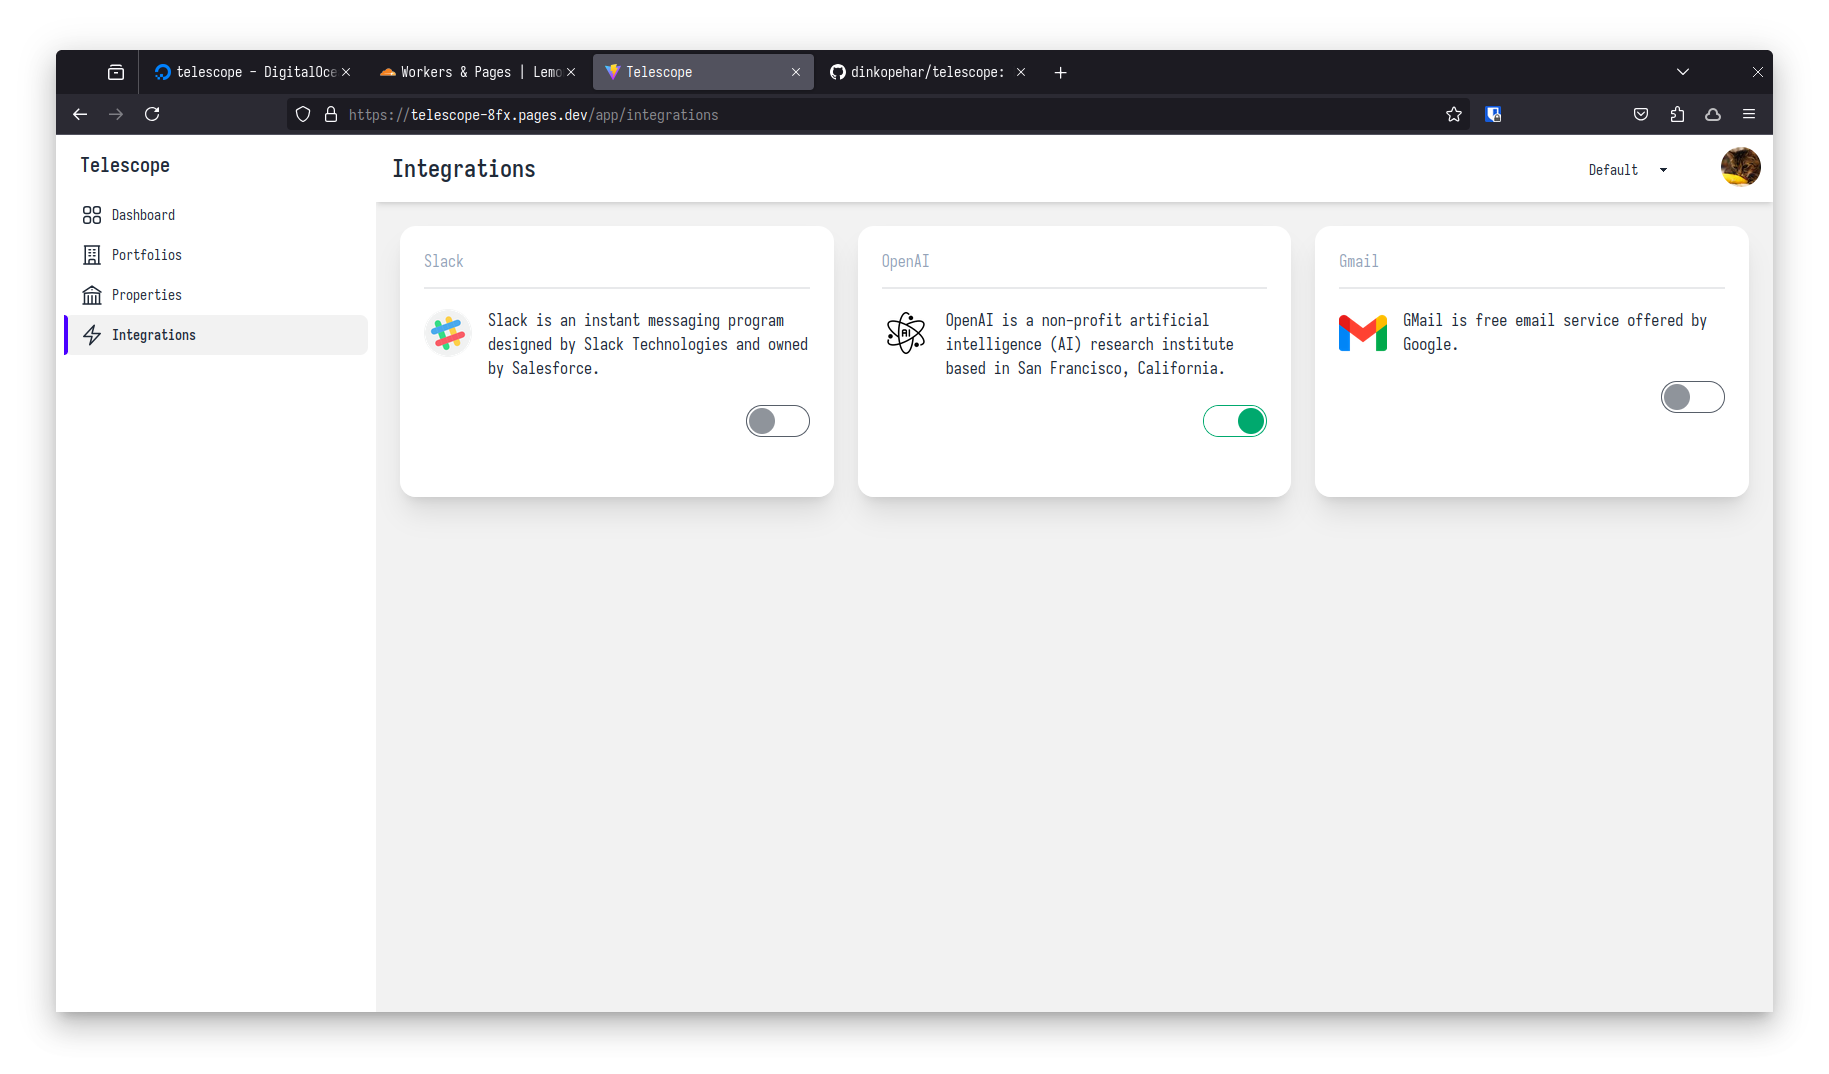 telescope - DigitalOce
Workers & Pages | Lemo
Telescope
dinkopehar/telescope:
https://telescope-8fx.pages.dev/app/integrations
Telescope
Dashboard
Portfolios
Properties
Integrations
Integrations
Default
Slack
Slack is an instant messaging program
designed by Slack Technologies and owned
by Salesforce.
OpenAI
AI
OpenAI is a non-profit artificial
intelligence (AI) research institute
based in San Francisco, California.
Gmail
GMail is free email service offered by
Google.